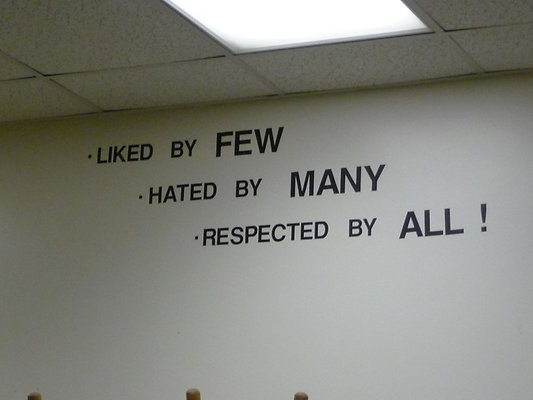 ·LIKED BY FEW
·HATED BY MANY
·RESPECTED BY ALL !